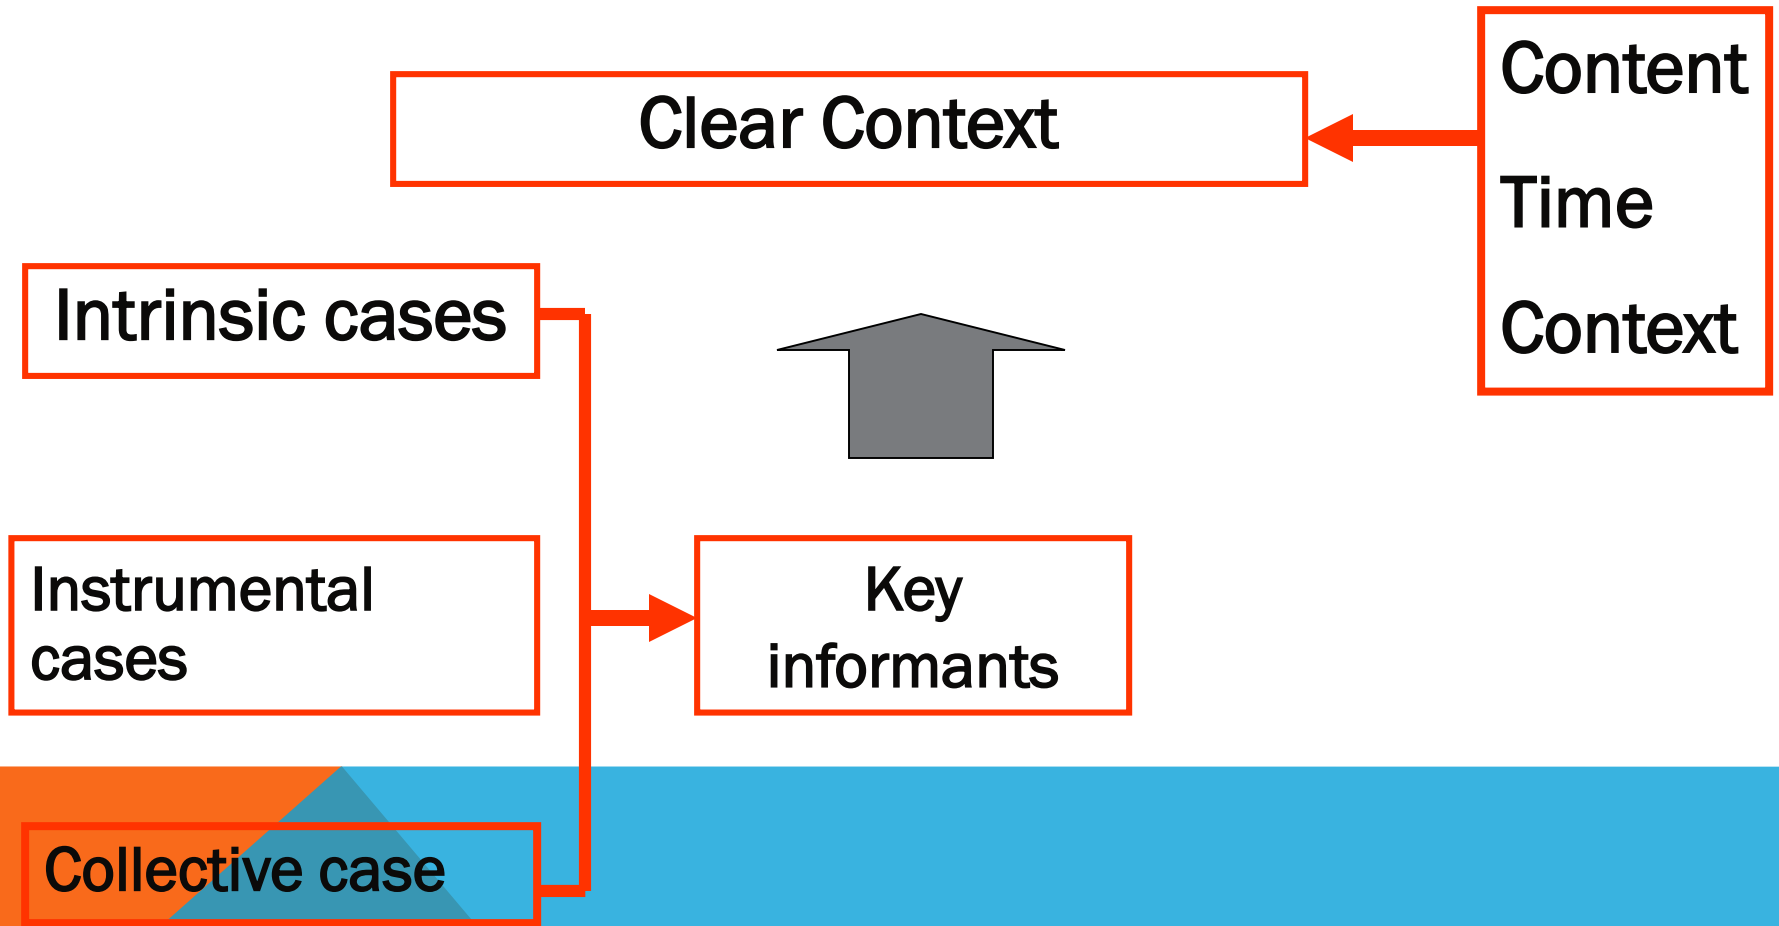 Clear Context
Content
Time
Context
Intrinsic cases
Instrumental
cases
Key
informants
Collective case